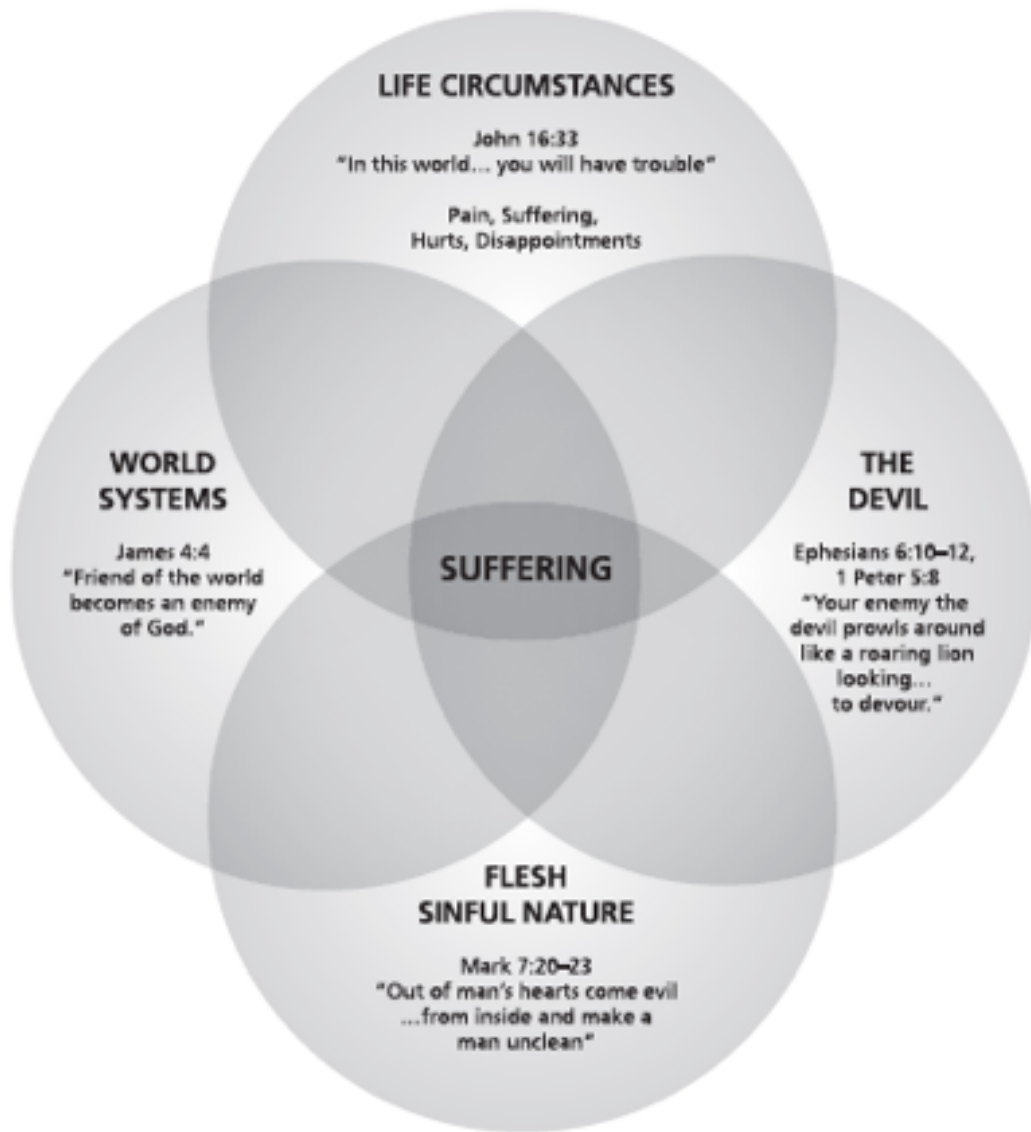 LIFE CIRCUMSTANCES
John 16:33
“In this world... you will have trouble”
Pain, Suffering,
Hurts, Disappointments
WORLD
SYSTEMS
James 4:4
“Friend of the world
becomes an enemy
of God.”
THE
DEVIL
Ephesians 6:10–12,
1 Peter 5:8
“Your enemy the
devil prowls around
like a roaring lion
looking...
to devour.”
SUFFERING
FLESH
SINFUL NATURE
Mark 7:20–23
“Out of man’s hearts come evil
...from inside and make a
man unclean”